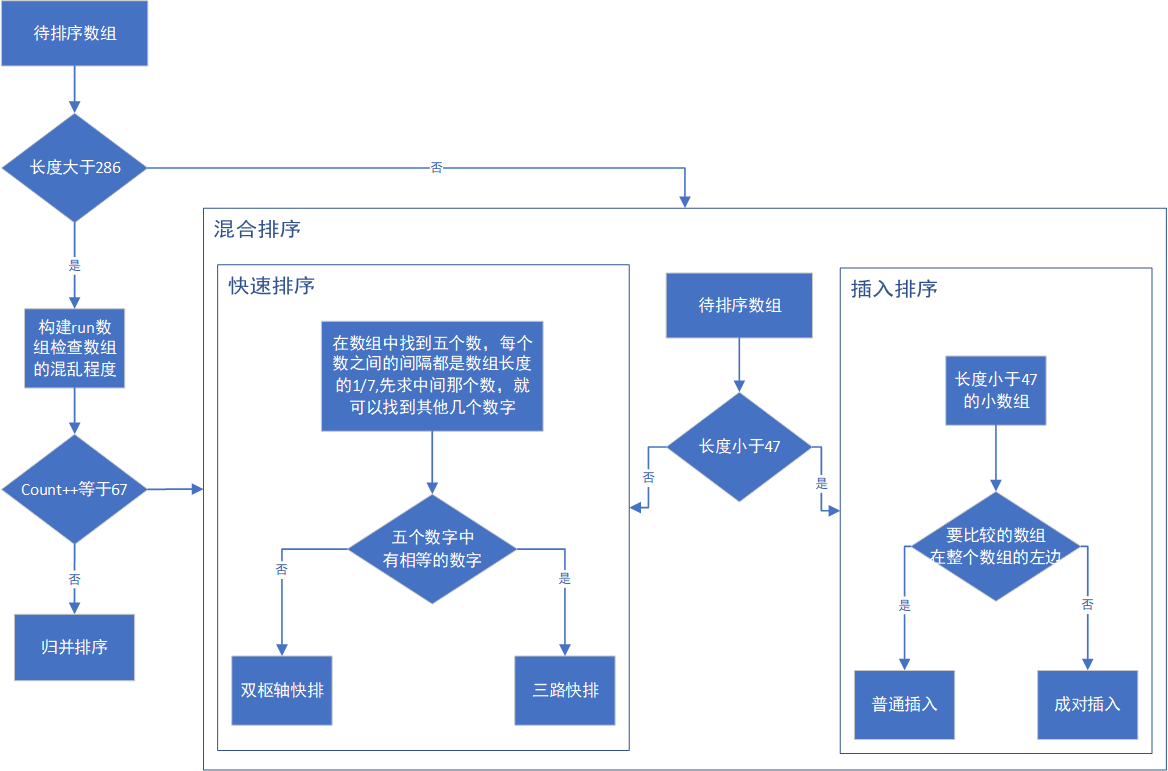 待排序数组
长度大于286
否
是
构建run数
组检查数组
的混乱程度
Count++等于67
否
归并排序
混合排序
快速排序
在数组中找到五个数，每个
数之间的间隔都是数组长度
的1/7,先求中间那个数，就
可以找到其他几个数字
五个数字中
有相等的数字
否
是
双枢轴快排
三路快排
待排序数组
长度小于47
否
是
插入排序
长度小于47
的小数组
要比较的数组
在整个数组的左边
是
否
普通插入
成对插入